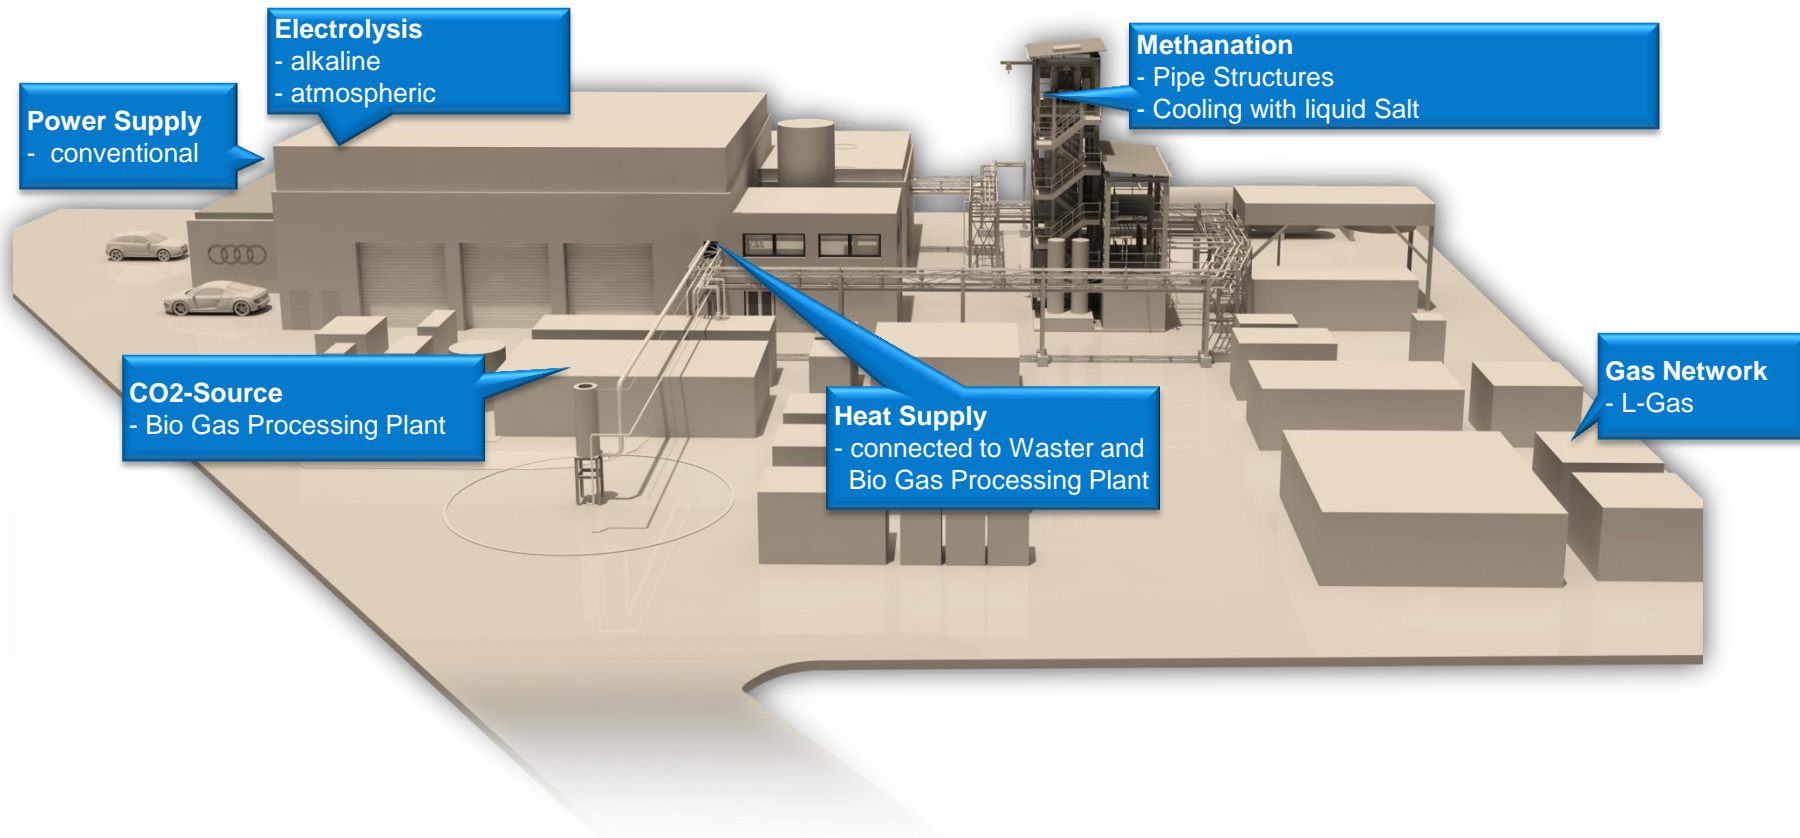 Electrolysis
- alkaline
- atmospheric
Methanation
- Pipe Structures
- Cooling with liquid Salt
Power Supply
- conventional
CO2-Source
- Bio Gas Processing Plant
Heat Supply
- connected to Waster and
Bio Gas Processing Plant
Gas Network
- L-Gas